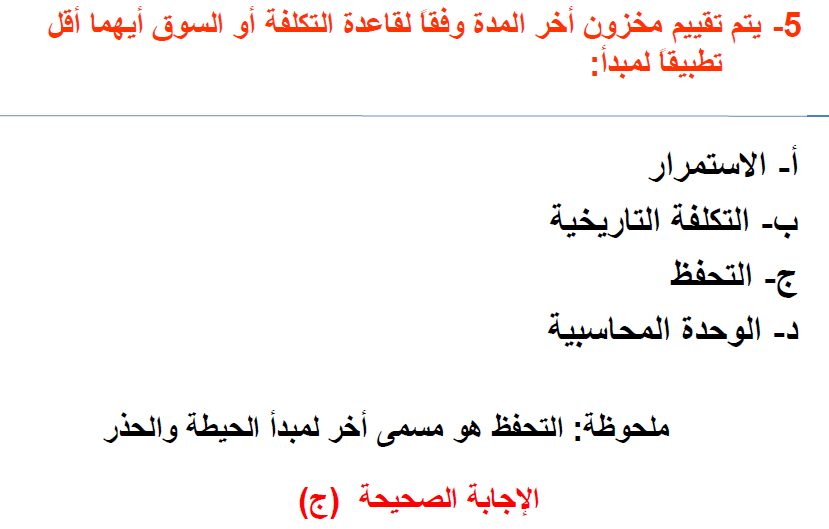 5- يتم تقييم مخزون أخر المدة وفقاً لقاعدة التكلفة أو السوق أيهما أقل
تطبيقاً لمبدأ:
أ- الاستمرار
ب- التكلفة التاريخية
ج- التحفظ
د- الوحدة المحاسبية
ملحوظة: التحفظ هو مسمى أخر لمبدأ الحيطة والحذر
الإجابة الصحيحة (ج)